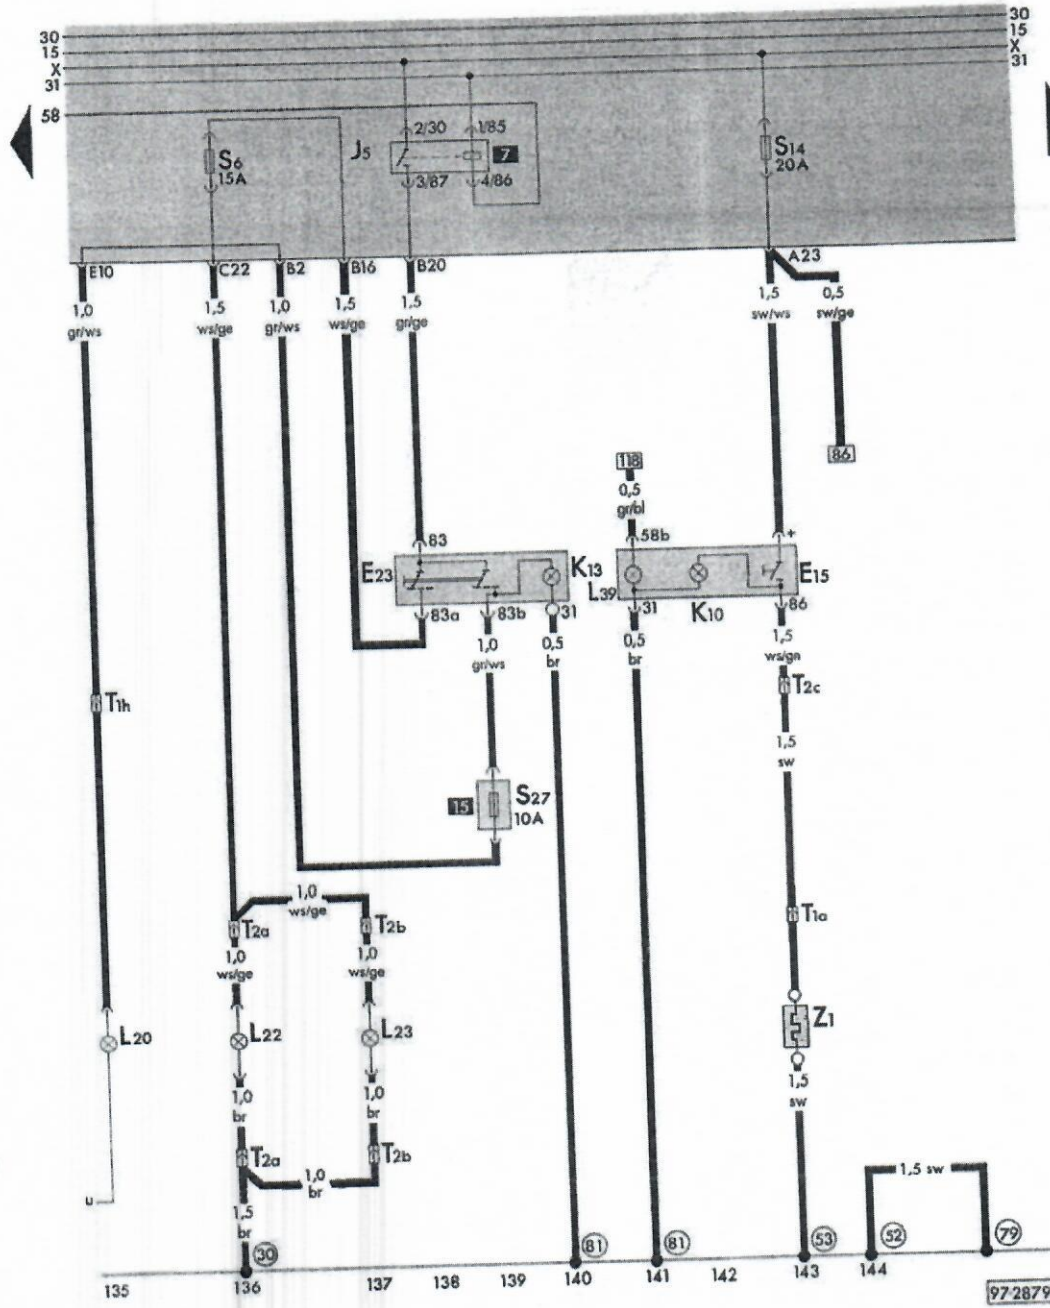 30 30
15 15
X X
31 31
58
2/30 1/85
J5 7
S6
15A
3/87 4/86
S14
20A
E10 C22 B2 B16 B20 A23
1,0 1,5 1,0 1,5 1,5 1,5 0,5
gr/ws ws/ge gr/ws ws/ge gr/ge sw/ws sw/ge
118 86
0,5
gr/bl
83 58b +
E23 K13 L39 E15
83a 83b 31 31 K10 86
1,0 0,5 0,5 1,5
gr/ws br br ws/gn
T1h T2c
1,5
sw
15 S27
10A
1,0
ws/ge
T2a T2b T1a
1,0 1,0
ws/ge ws/ge
L20 L22 L23 Z1
1,0 1,0 1,5
br br sw
T2a T2b
1,0
br
1,5 sw
u
1,5
br
30 81 81 53 52 79
135 136 137 138 139 140 141 142 143 144
97-2879